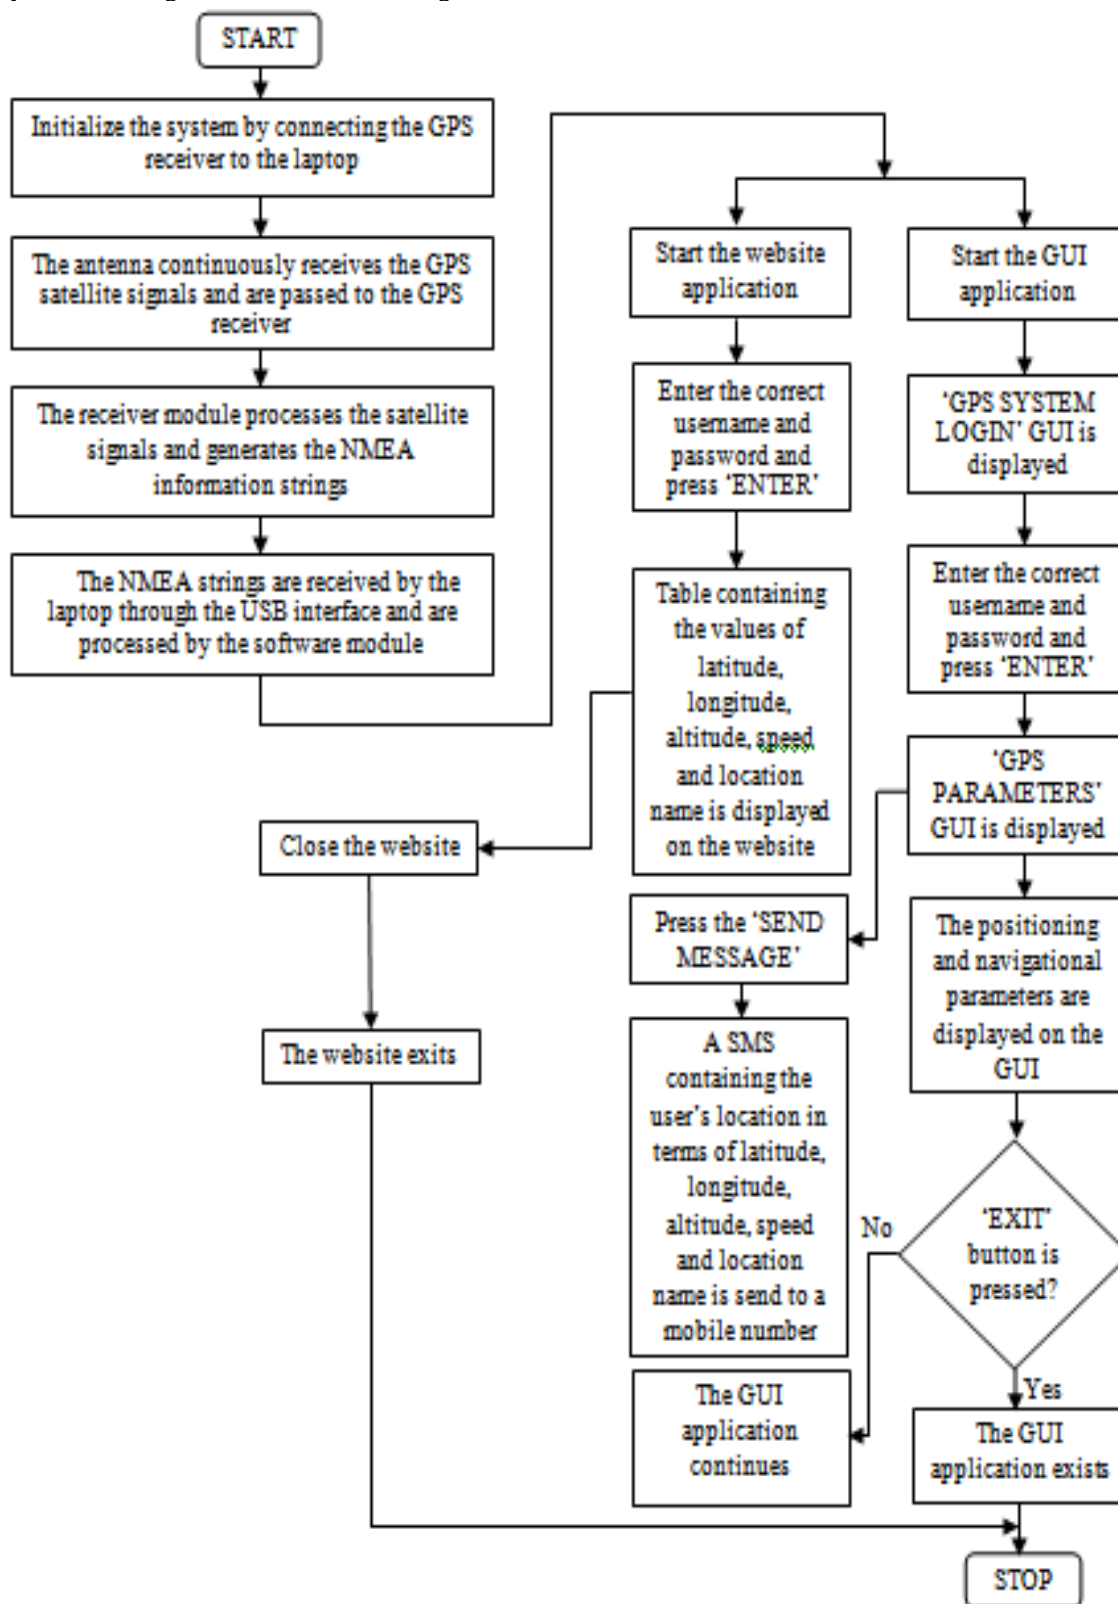 START
Initialize the system by connecting the GPS
receiver to the laptop
The antenna continuously receives the GPS
satellite signals and are passed to the GPS
receiver
The receiver module processes the satellite
signals and generates the NMEA
information strings
The NMEA strings are received by the
laptop through the USB interface and are
processed by the software module
Start the website
application
Enter the correct
username and
password and
press ‘ENTER’
Table containing
the values of
latitude,
longitude,
altitude, speed
and location
name is displayed
on the website
Close the website
The website exits
Start the GUI
application
‘GPS SYSTEM
LOGIN’ GUI is
displayed
Enter the correct
username and
password and
press ‘ENTER’
‘GPS
PARAMETERS’
GUI is displayed
Press the ‘SEND
MESSAGE’
A SMS
containing the
user’s location in
terms of latitude,
longitude,
altitude, speed
and location
name is send to a
mobile number
The positioning
and navigational
parameters are
displayed on the
GUI
‘EXIT’
button is
pressed?
No
The GUI
application
continues
Yes
The GUI
application exists
STOP